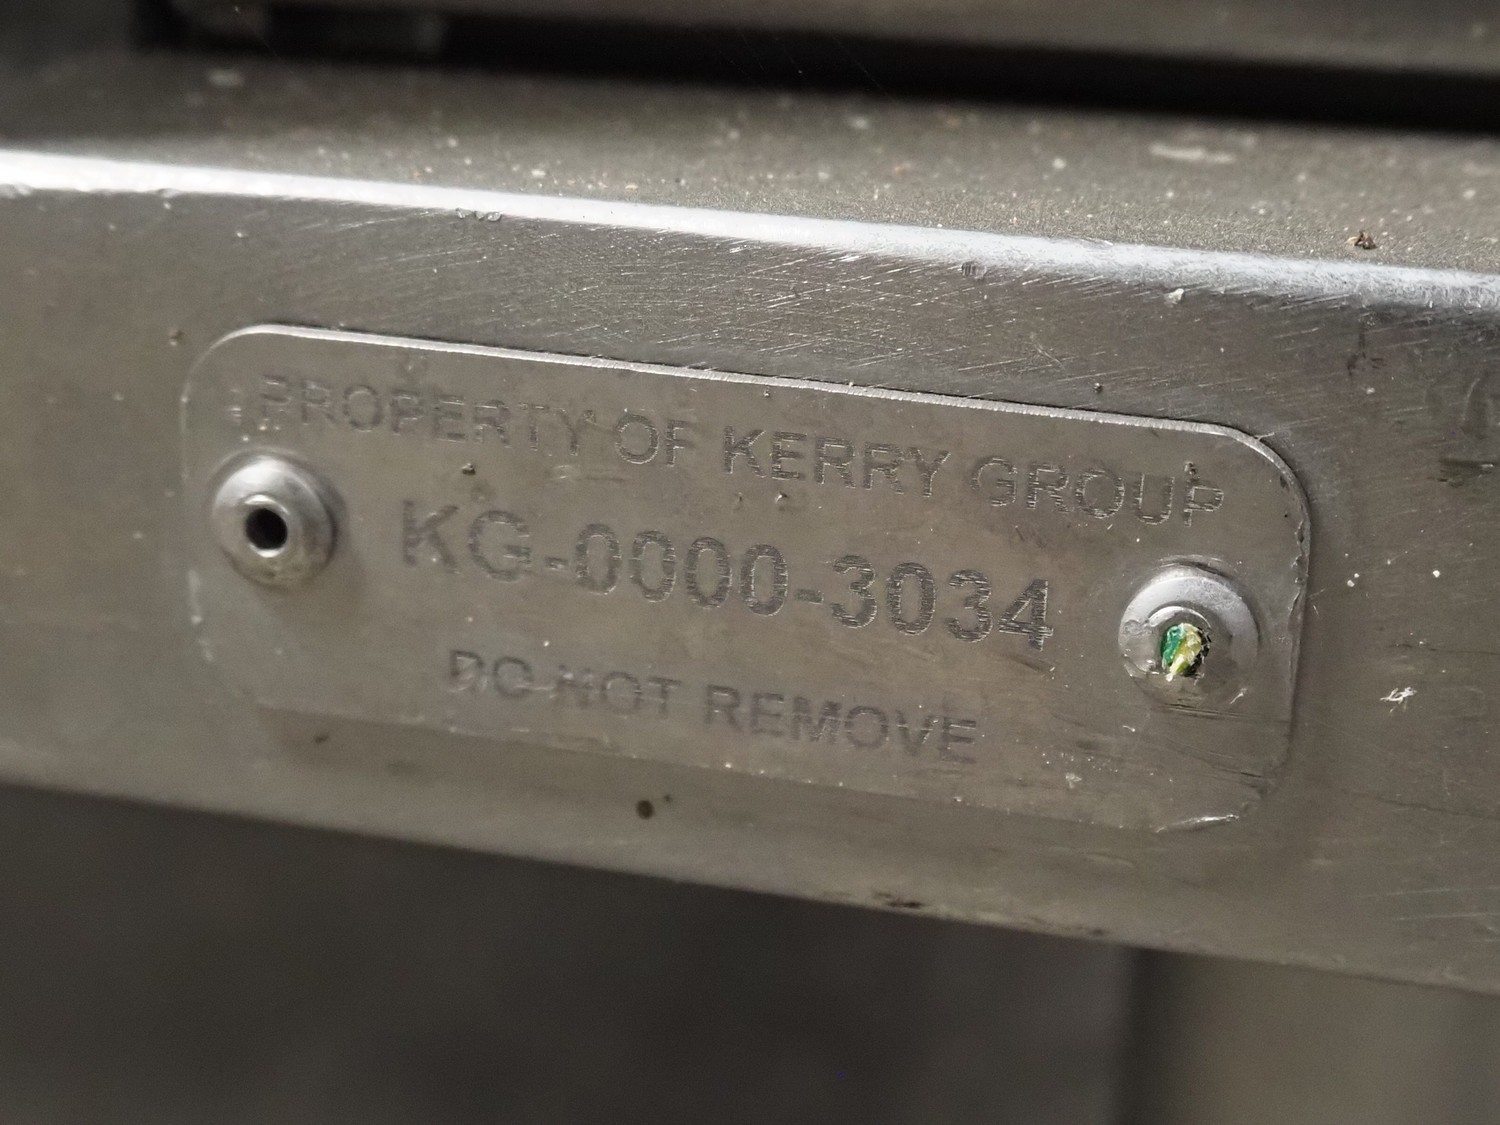 PROPERTY OF KERRY GROUP
KG-0000-3034
DO NOT REMOVE